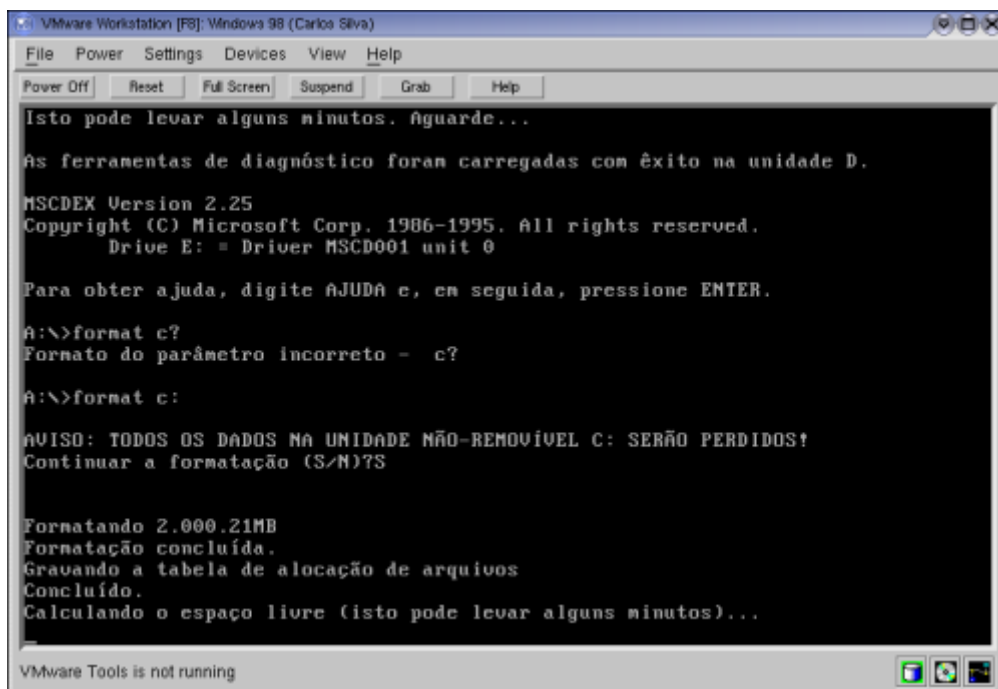 VMware Workstation [F8]: Windows 98 (Carlos Silva)
File Power Settings Devices View Help
Power Off Reset Full Screen Suspend Grab Help
Isto pode levar alguns minutos. Aguarde...
As ferramentas de diagnóstico foram carregadas com êxito na unidade D.
MSCDEX Version 2.25
Copyright (C) Microsoft Corp. 1986-1995. All rights reserved.
Drive E: = Driver MSCD001 unit 0
Para obter ajuda, digite AJUDA e, em seguida, pressione ENTER.
A:\>format c?
Formato do parâmetro incorreto - c?
A:\>format c:
AVISO: TODOS OS DADOS NA UNIDADE NÃO-REMOVÍVEL C: SERÃO PERDIDOS!
Continuar a formatação (S/N)?S
Formatando 2.000.21MB
Formatação concluída.
Gravando a tabela de alocação de arquivos
Concluído.
Calculando o espaço livre (isto pode levar alguns minutos)...
VMware Tools is not running